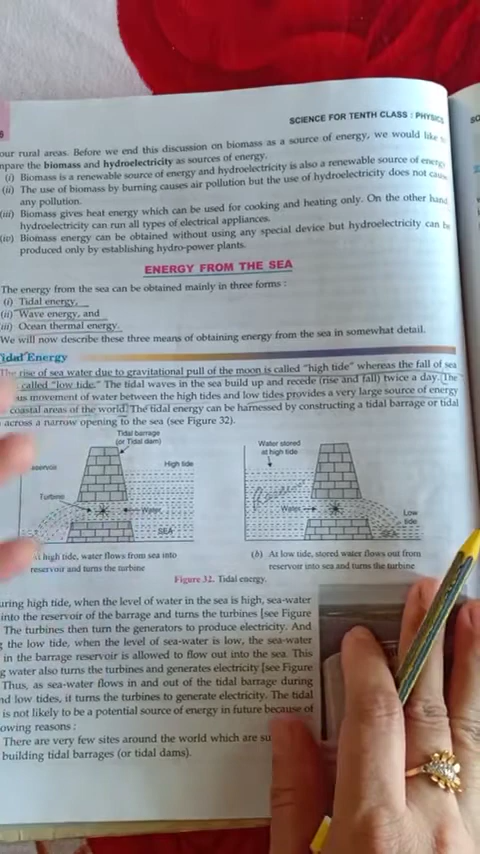 SCIENCE FOR TENTH CLASS : PHYSICS
our rural areas. Before we end this discussion on biomass as a source of energy, we would like
mpare the biomass and hydroelectricity as sources of energy.
(i) Biomass is a renewable source of energy and hydroelectricity is also a renewable source of energy
(ii) The use of biomass by burning causes air pollution but the use of hydroelectricity does not cause
any pollution.
(iii) Biomass gives heat energy which can be used for cooking and heating only. On the other hand
hydroelectricity can run all types of electrical appliances.
(iv) Biomass energy can be obtained without using any special device but hydroelectricity can be
produced only by establishing hydro-power plants.
ENERGY FROM THE SEA
The energy from the sea can be obtained mainly in three forms :
(i) Tidal energy,
(ii) Wave energy, and
(iii) Ocean thermal energy.
We will now describe these three means of obtaining energy from the sea in somewhat detail.
Tidal Energy
The rise of sea water due to gravitational pull of the moon is called "high tide" whereas the fall of sea
called "low tide." The tidal waves in the sea build up and recede (rise and fall) twice a day. The
us movement of water between the high tides and low tides provides a very large source of energy
coastal areas of the world. The tidal energy can be harnessed by constructing a tidal barrage or tidal
across a narrow opening to the sea (see Figure 32).
Tidal barrage
(or Tidal dam)
High tide
eservoir
Turbine
Water
SEA
Water stored
at high tide
Water
Low
tide
SEA
At high tide, water flows from sea into
reservoir and turns the turbine
(b) At low tide, stored water flows out from
reservoir into sea and turns the turbine
Figure 32. Tidal energy.
uring high tide, when the level of water in the sea is high, sea-water
into the reservoir of the barrage and turns the turbines [see Figure
The turbines then turn the generators to produce electricity. And
the low tide, when the level of sea-water is low, the sea-water
in the barrage reservoir is allowed to flow out into the sea. This
g water also turns the turbines and generates electricity [see Figure
Thus, as sea-water flows in and out of the tidal barrage during
nd low tides, it turns the turbines to generate electricity. The tidal
is not likely to be a potential source of energy in future because of
owing reasons :
There are very few sites around the world which are su
building tidal barrages (or tidal dams).